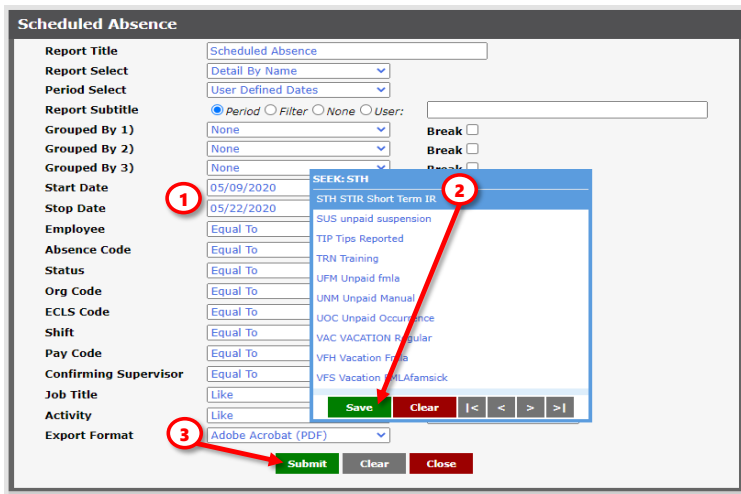 Scheduled Absence
Report Title Scheduled Absence
Report Select Detail By Name
Period Select User Defined Dates
Report Subtitle Period Filter None User:
Grouped By 1) None Break
Grouped By 2) None Break
Grouped By 3) None Break
Start Date 05/09/2020
Stop Date 05/22/2020
Employee Equal To
Absence Code Equal To
Status Equal To
Org Code Equal To
ECLS Code Equal To
Shift Equal To
Pay Code Equal To
Confirming Supervisor Equal To
Job Title Like
Activity Like
Export Format Adobe Acrobat (PDF)
Submit Clear Close
SEEK: STH
STH STIR Short Term IR
SUS unpaid suspension
TIP Tips Reported
TRN Training
UFM Unpaid fmla
UNM Unpaid Manual
UOC Unpaid Occurrence
VAC VACATION Regular
VFH Vacation Fmla
VFS Vacation FMLAfamsick
Save Clear |< < > >|
1
2
3